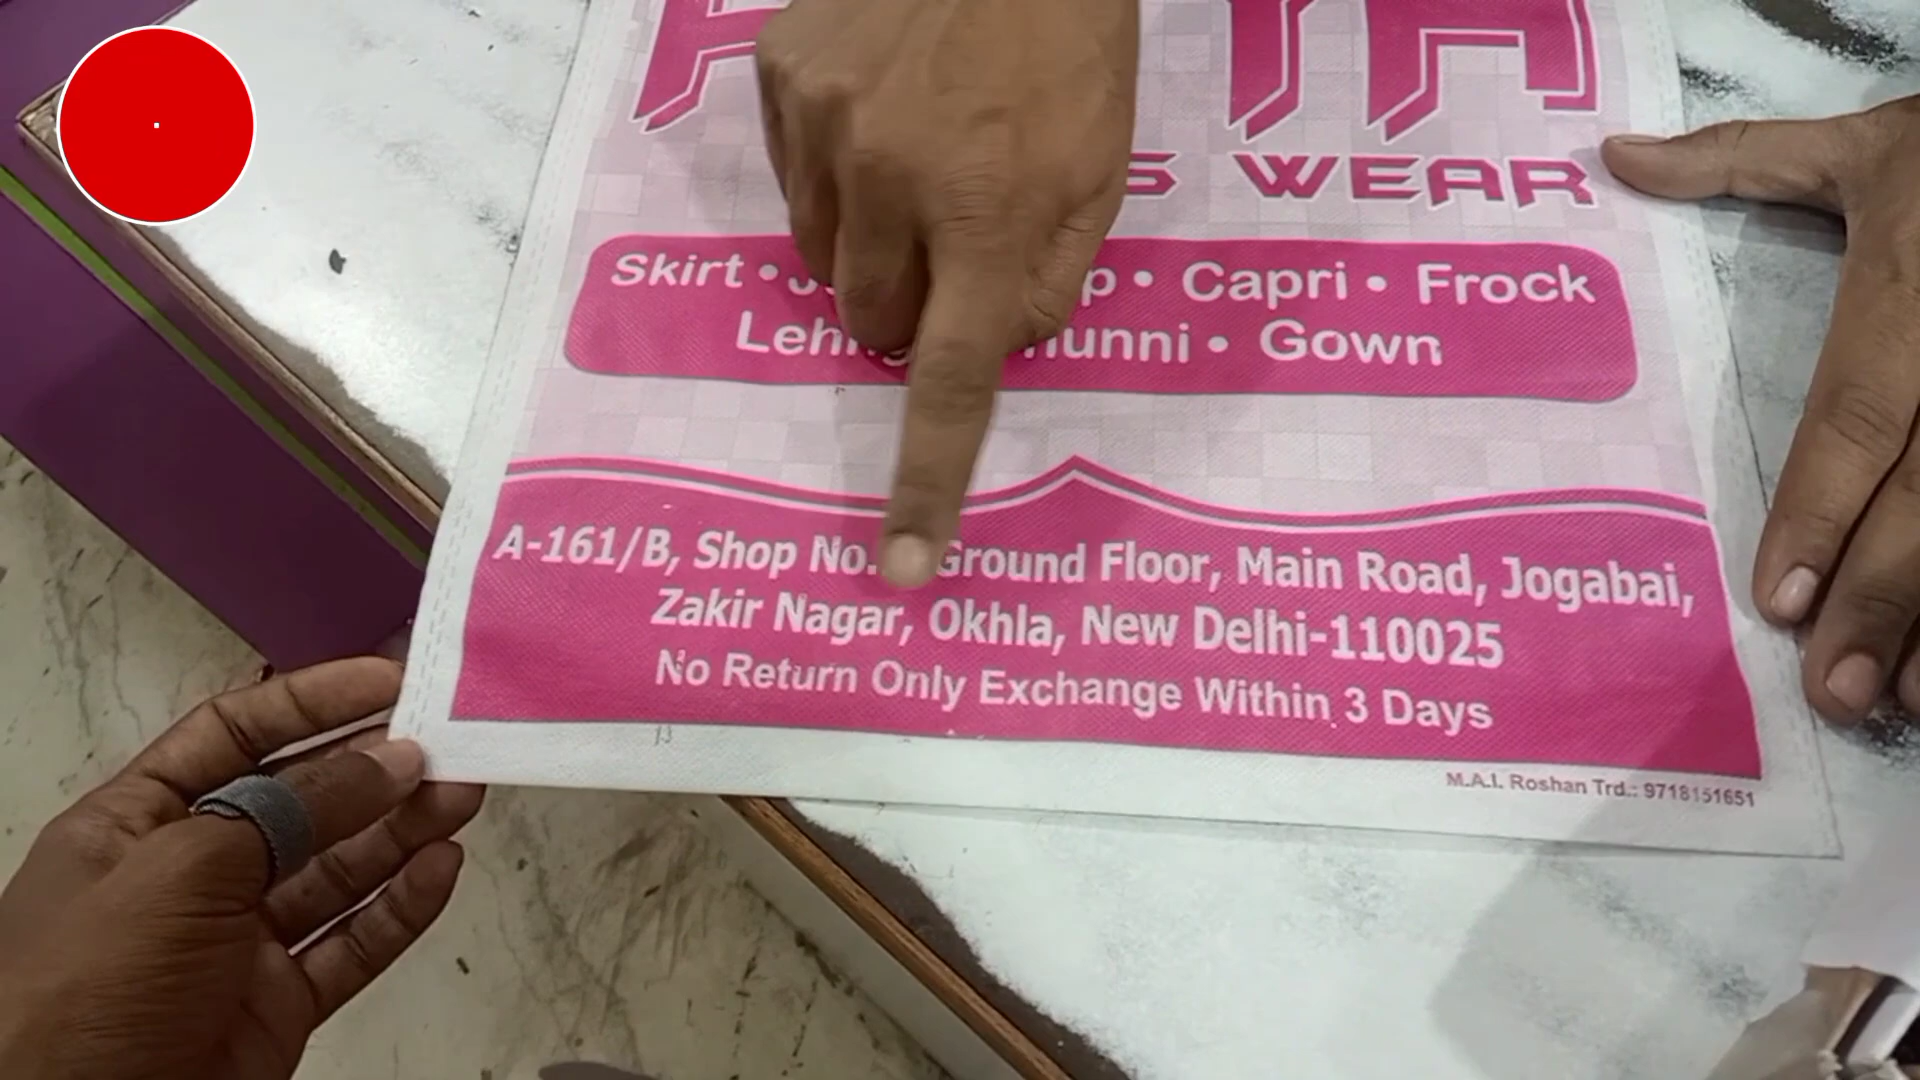 WEAR
Skirt • • Capri • Frock
• Gown
A-161/B, Shop No. Ground Floor, Main Road, Jogabai,
Zakir Nagar, Okhla, New Delhi-110025
No Return Only Exchange Within 3 Days
M.A.I. Roshan Trd.: 9718151651